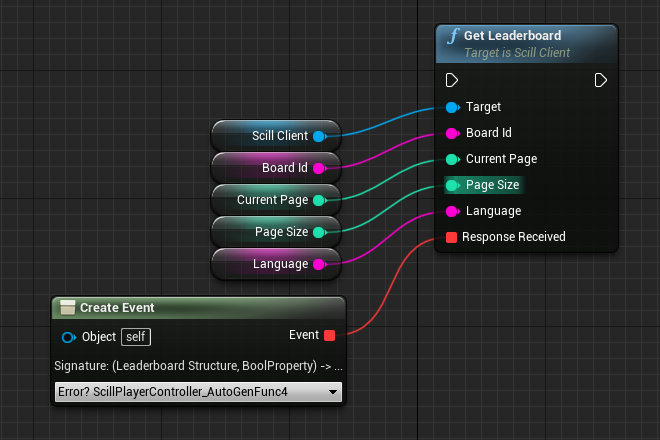 f Get Leaderboard
Target is Scill Client
Target
Scill Client
Board Id
Board Id
Current Page
Current Page
Page Size
Page Size
Language
Language
Response Received
Create Event
Object self
Event
Signature: (Leaderboard Structure, BoolProperty) -> ...
Error? ScillPlayerController_AutoGenFunc4